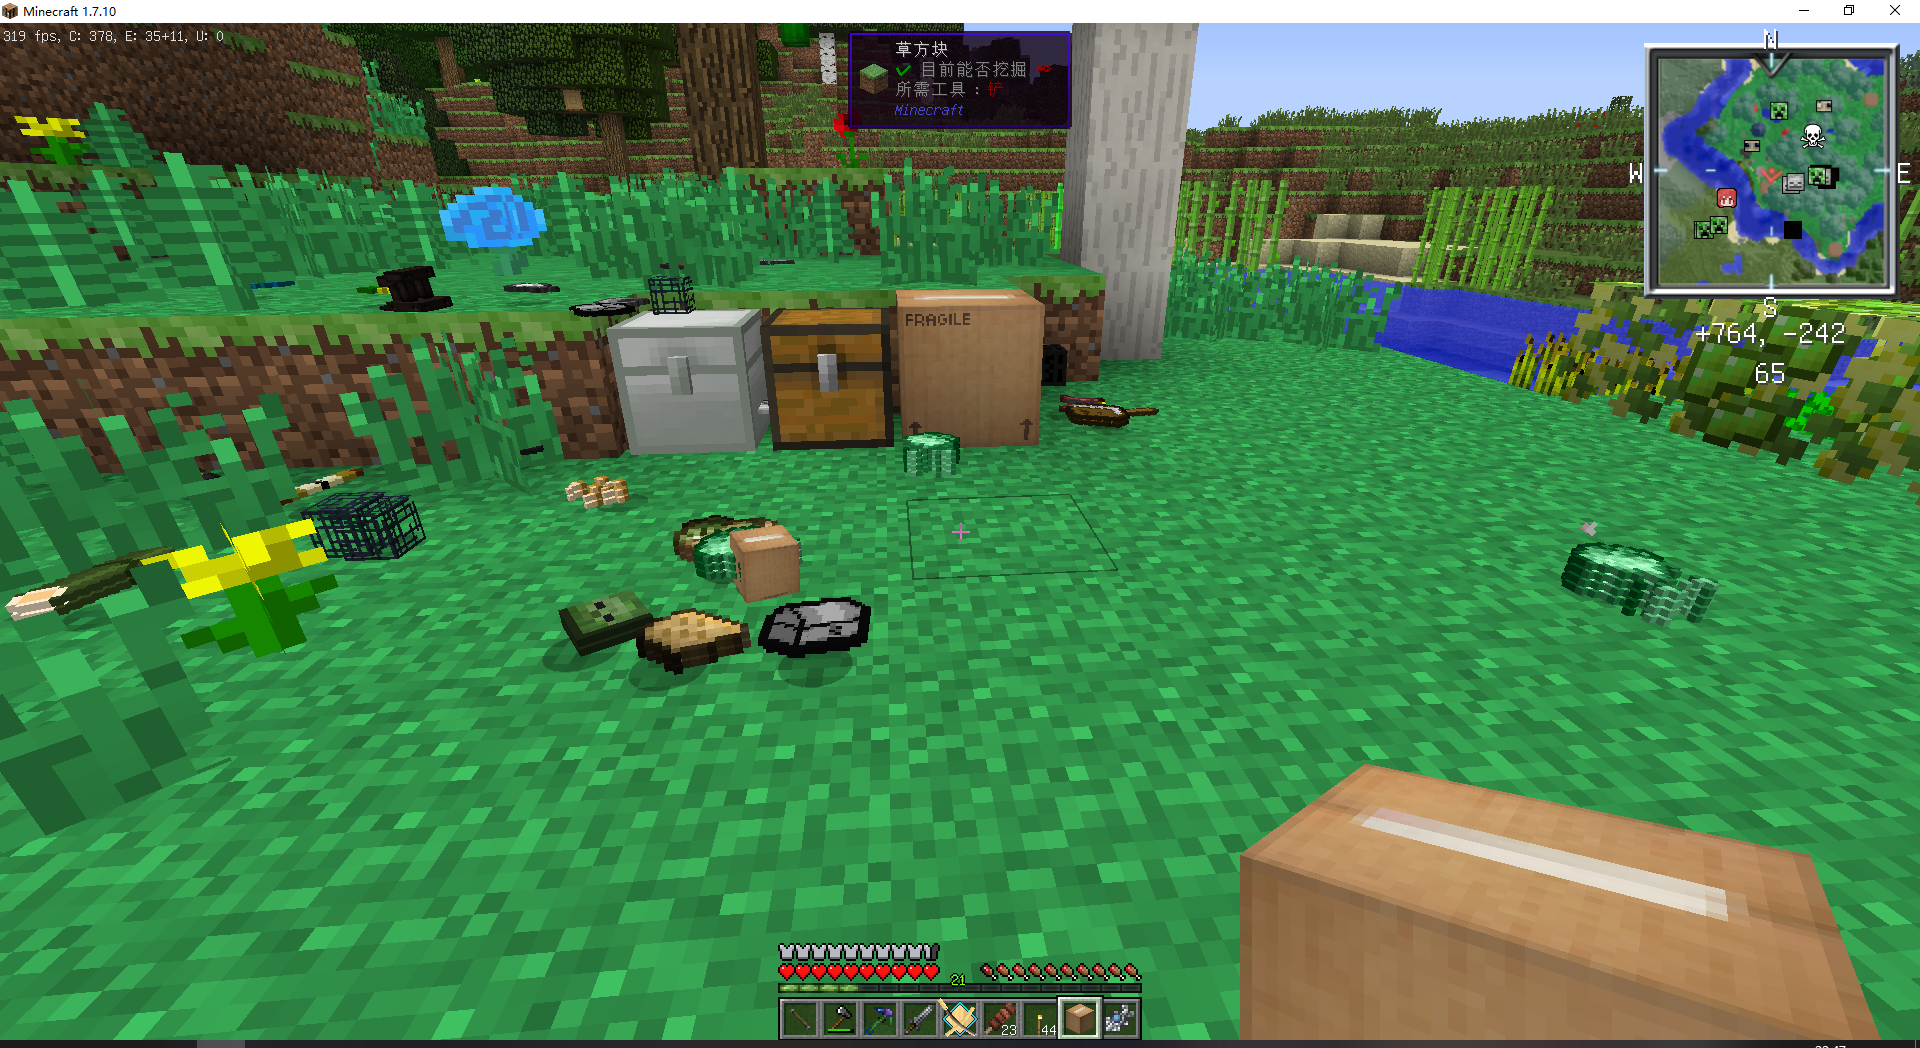 Minecraft 1.7.10
319 fps, C: 378, E: 35+11, U: 0
草方块
目前能否挖掘
所需工具 : 铲
Minecraft
N
W
E
S
+764, -242
65
FRAGILE
21
23
44